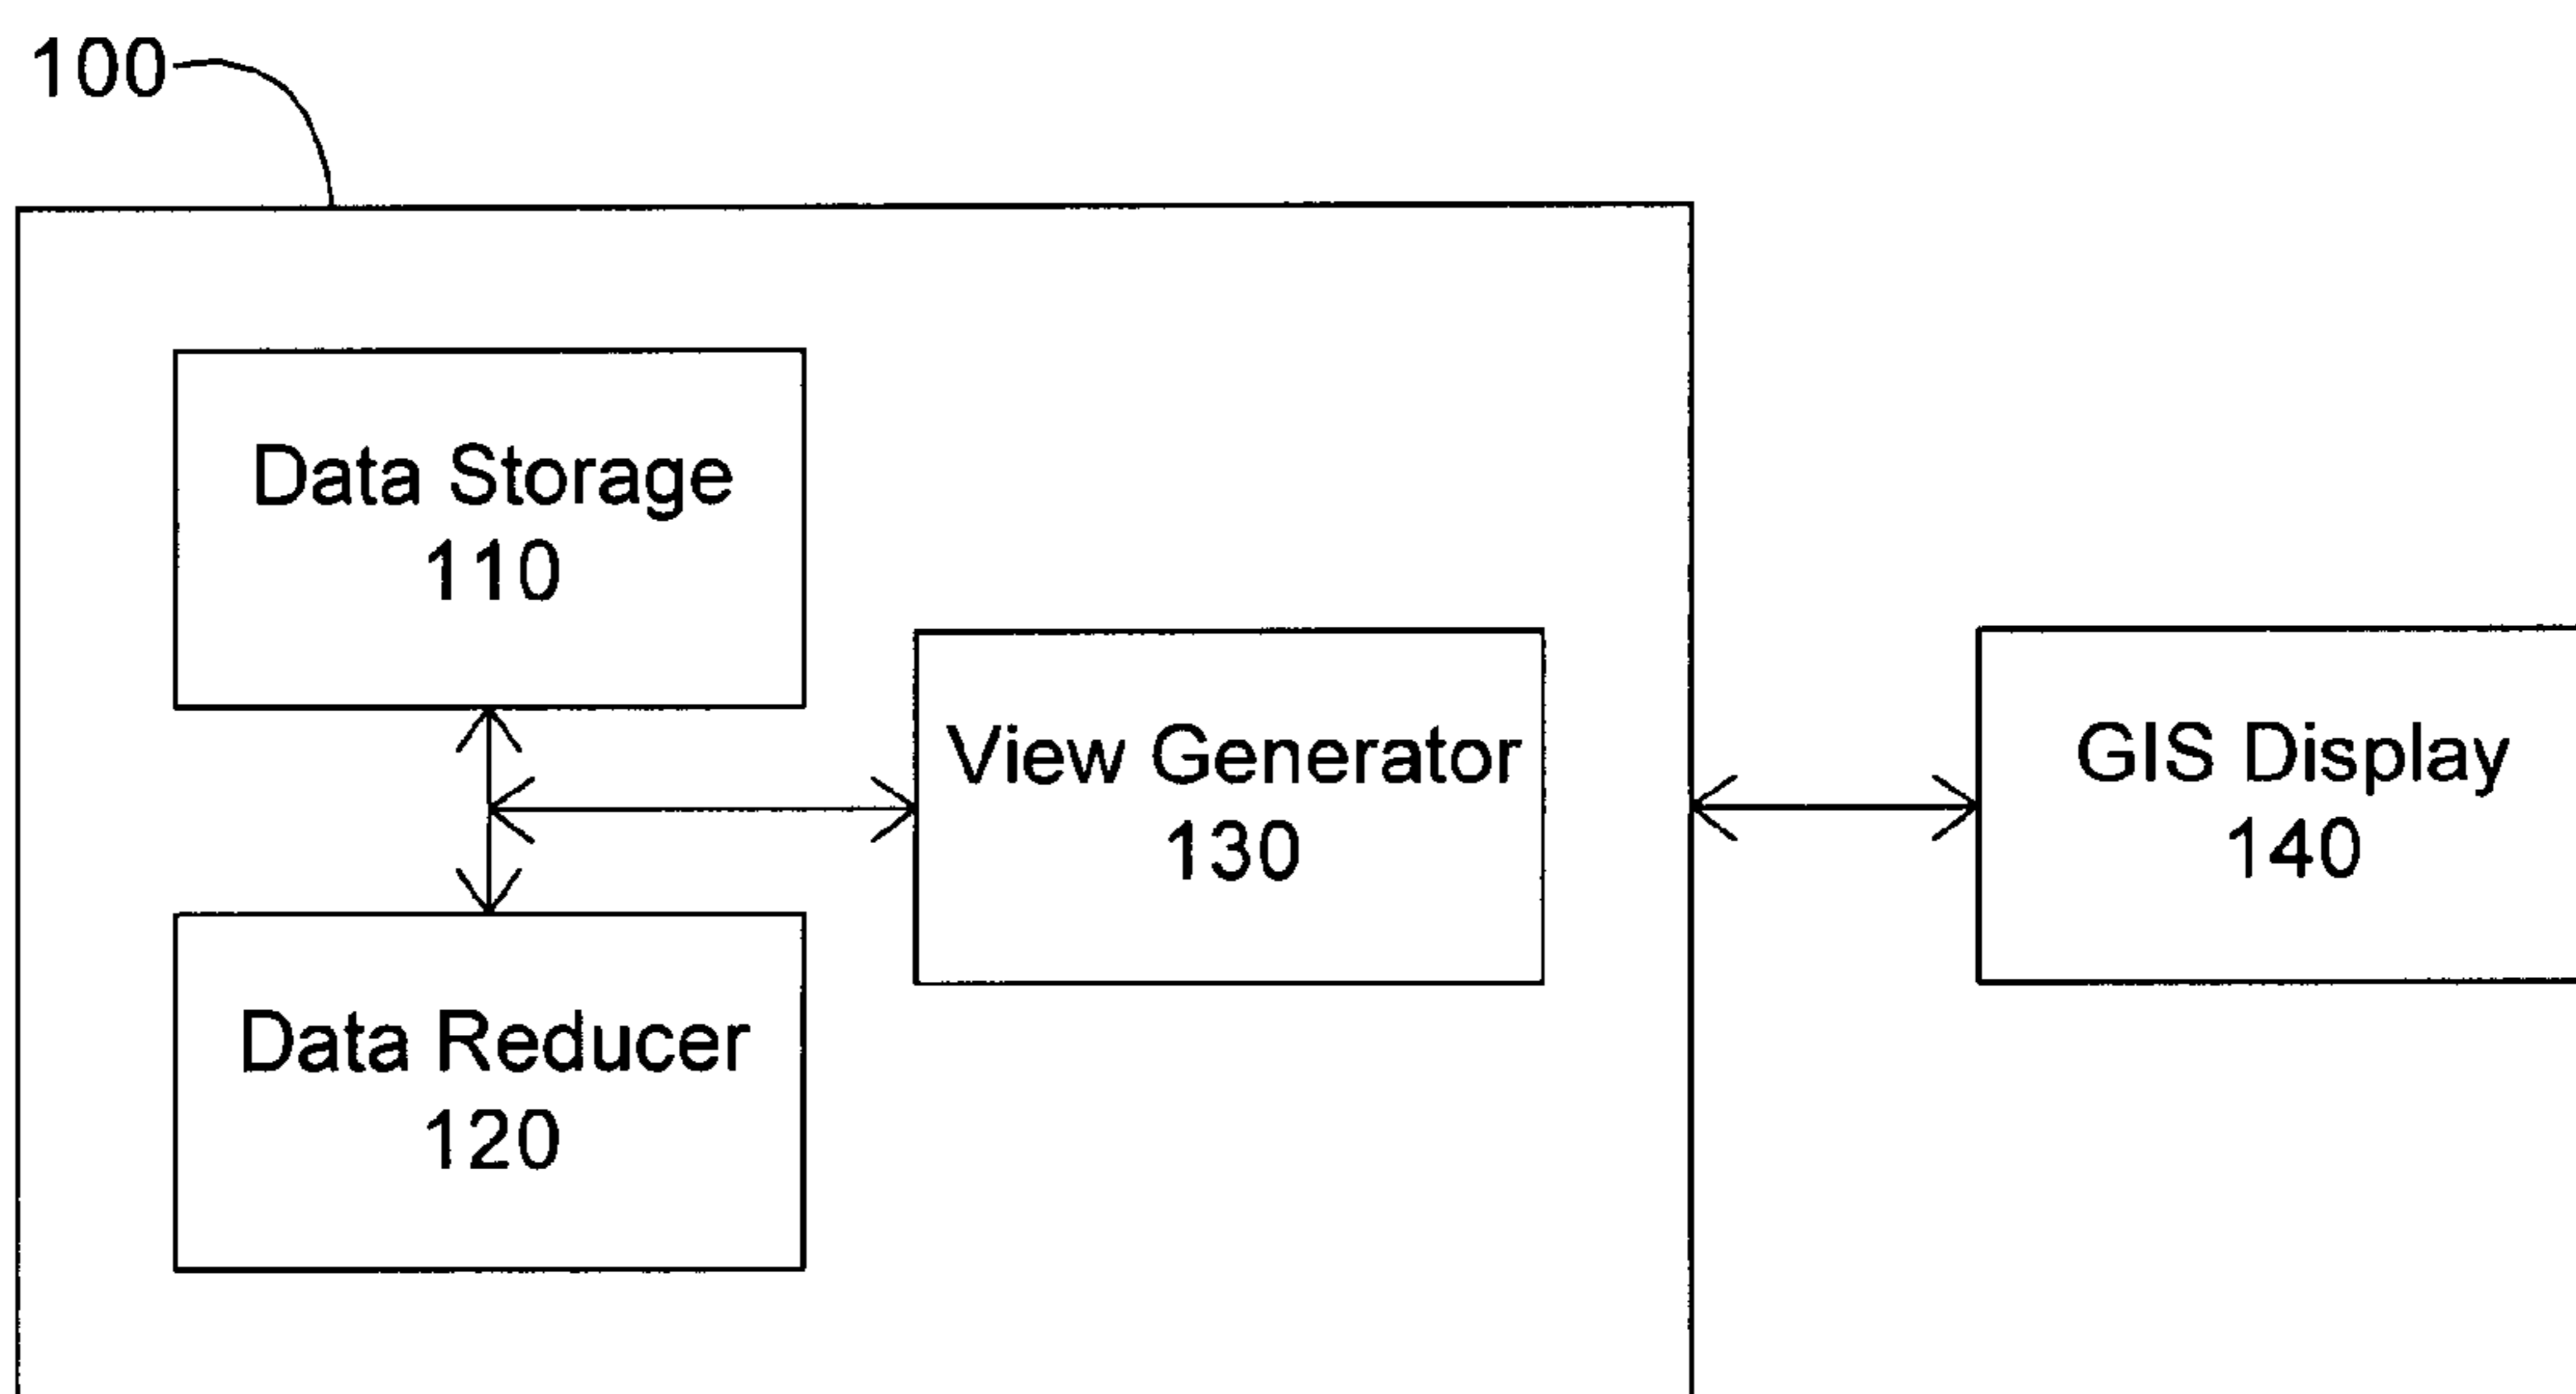 100
Data Storage
110
View Generator
130
GIS Display
140
Data Reducer
120